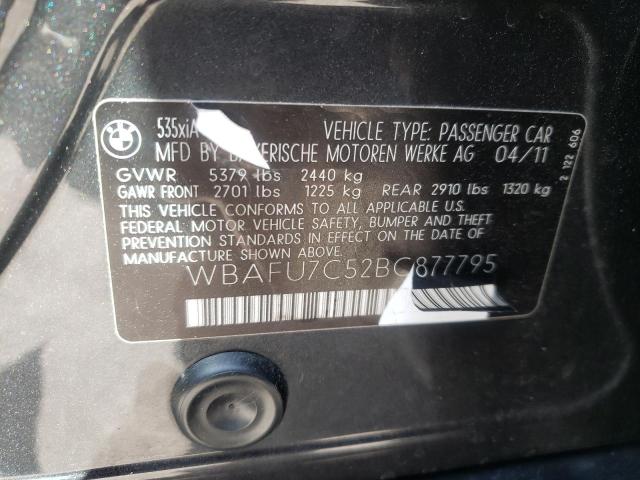 BMW
535xiA VEHICLE TYPE: PASSENGER CAR
MFD BY BAYERISCHE MOTOREN WERKE AG 04/11
GVWR 5379 lbs 2440 kg
GAWR FRONT 2701 lbs 1225 kg REAR 2910 lbs 1320 kg
THIS VEHICLE CONFORMS TO ALL APPLICABLE U.S.
FEDERAL MOTOR VEHICLE SAFETY, BUMPER AND THEFT
PREVENTION STANDARDS IN EFFECT ON THE DATE OF
MANUFACTURE SHOWN ABOVE.
WBAFU7C52BC877795
2 122 606